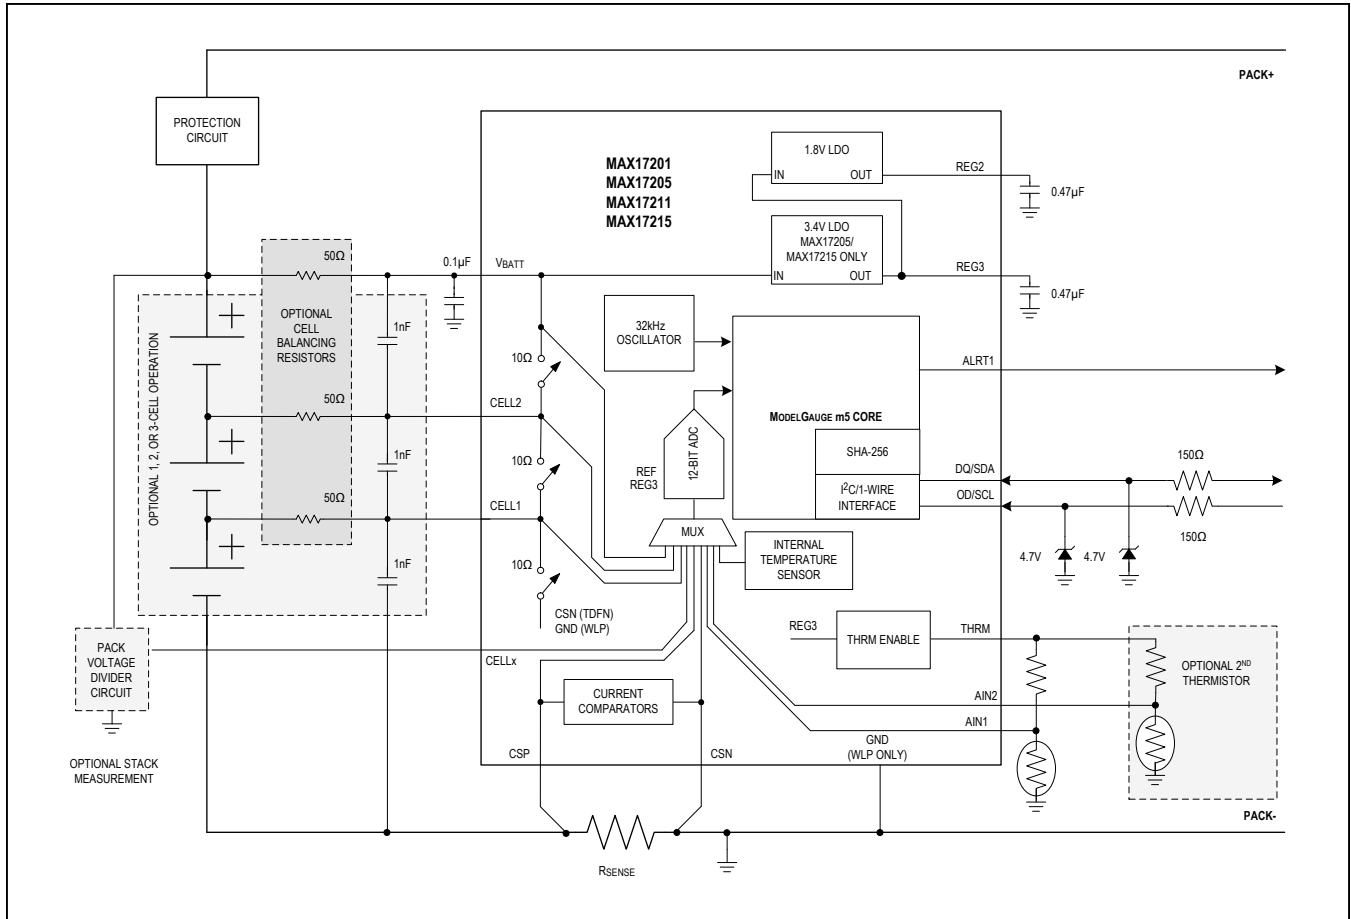 PACK+
PROTECTION
CIRCUIT
MAX17201
MAX17205
MAX17211
MAX17215
1.8V LDO
IN
OUT
REG2
0.47µF
3.4V LDO
MAX17205/
MAX17215 ONLY
IN
OUT
REG3
0.47µF
50Ω
0.1µF
VBATT
OPTIONAL 1, 2, OR 3-CELL OPERATION
OPTIONAL
CELL
BALANCING
RESISTORS
1nF
10Ω
32kHz
OSCILLATOR
ALRT1
50Ω
CELL2
MODELGAUGE m5 CORE
12-BIT ADC
REF
REG3
SHA-256
1nF
10Ω
DQ/SDA
150Ω
I²C/1-WIRE
INTERFACE
OD/SCL
50Ω
CELL1
MUX
150Ω
INTERNAL
TEMPERATURE
SENSOR
4.7V
4.7V
1nF
10Ω
CSN (TDFN)
GND (WLP)
REG3
THRM ENABLE
THRM
PACK
VOLTAGE
DIVIDER
CIRCUIT
CELLx
OPTIONAL 2ND
THERMISTOR
CURRENT
COMPARATORS
AIN2
AIN1
GND
(WLP ONLY)
CSP
CSN
OPTIONAL STACK
MEASUREMENT
PACK-
RSENSE